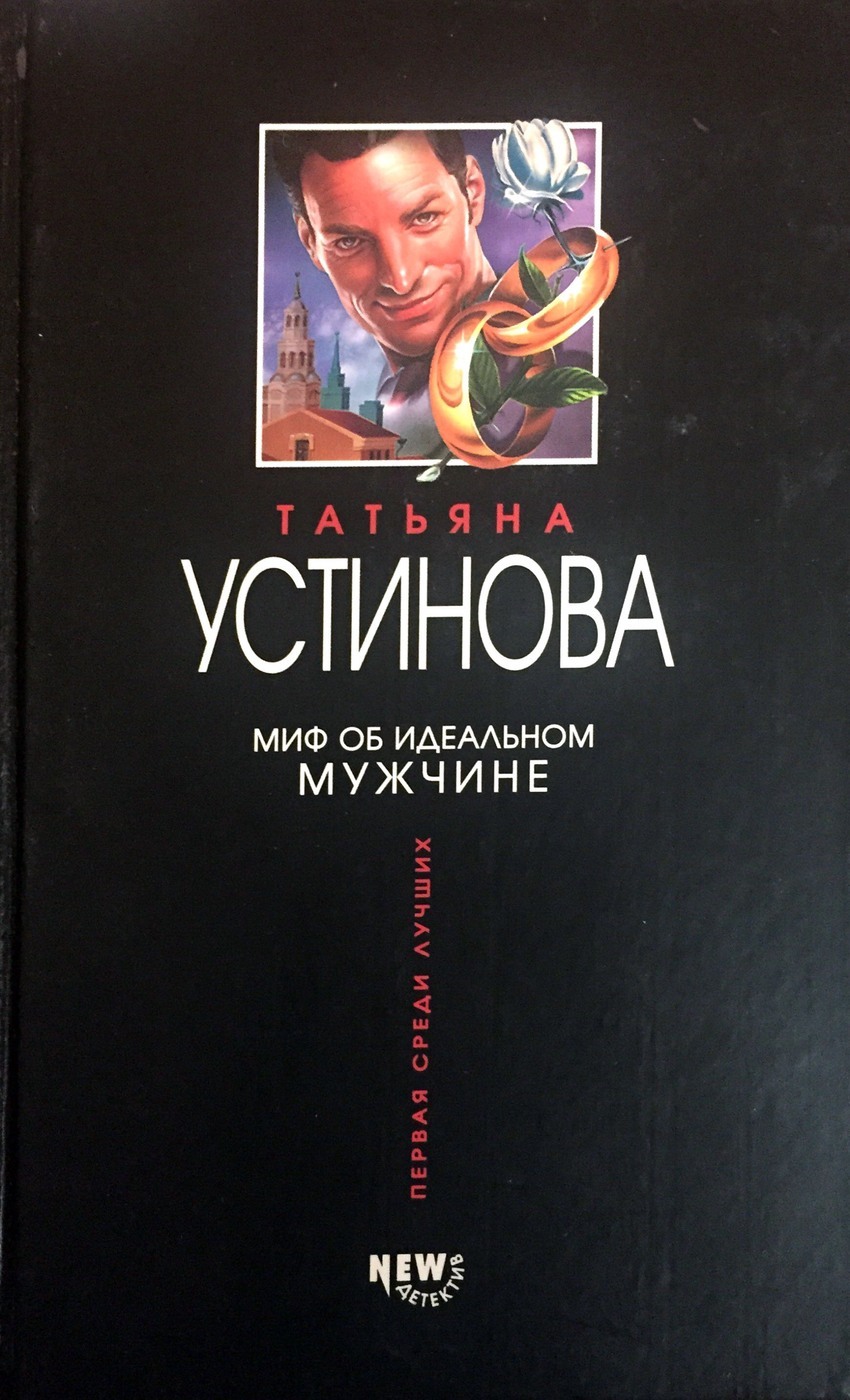 ТАТЬЯНА
УСТИНОВА
МИФ ОБ ИДЕАЛЬНОМ
МУЖЧИНЕ
ПЕРВАЯ СРЕДИ ЛУЧШИХ
NEW
ДЕТЕКТИВ